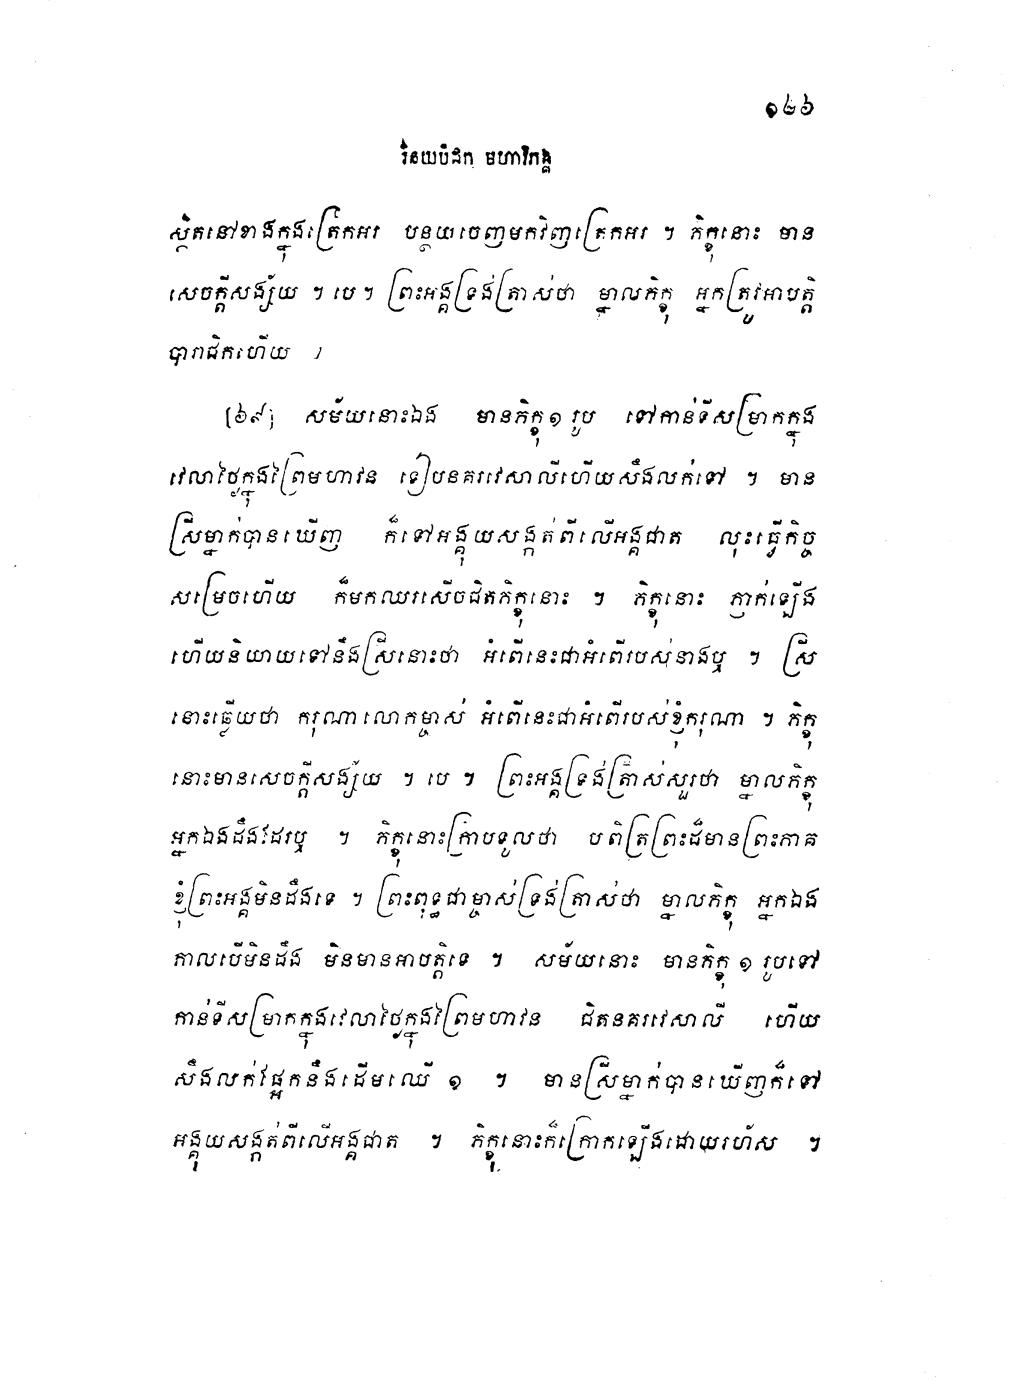 ១៤៦
វិនយបិដក មហាវិភង្គ
ស្ថិតនៅខាងក្នុងត្រែកអរ បន្ថយចេញមកវិញត្រែកអរ ។ ភិក្ខុនោះ មាន
សេចក្តីសង្ស័យ ។ បេ ។ ព្រះអង្គទ្រង់ត្រាស់ថា ម្នាលភិក្ខុ អ្នកត្រូវអាបត្តិ
បារាជិកហើយ ។
[៦៩] សម័យនោះឯង មានភិក្ខុ ១ រូប ទៅកាន់ទីសម្រាកក្នុង
វេលាថ្ងៃក្នុងព្រៃមហាវន ទៀបនគរវេសាលីហើយសឹងលក់ទៅ ។ មាន
ស្រីម្នាក់បានឃើញ ក៏ទៅអង្គុយសង្កត់ពីលើអង្គជាត លុះធ្វើកិច្ច
សម្រេចហើយ ក៏មកឈរសើចជិតភិក្ខុនោះ ។ ភិក្ខុនោះ ភ្ញាក់ឡើង
ហើយនិយាយទៅនឹងស្រីនោះថា អំពើនេះជាអំពើរបស់នាងឬ ។ ស្រី
នោះឆ្លើយថា ករុណាលោកម្ចាស់ អំពើនេះជាអំពើរបស់ខ្ញុំករុណា ។ ភិក្ខុ
នោះមានសេចក្តីសង្ស័យ ។ បេ ។ ព្រះអង្គទ្រង់ត្រាស់សួរថា ម្នាលភិក្ខុ
អ្នកឯងដឹងដែរឬ ។ ភិក្ខុនោះក្រាបទូលថា បពិត្រព្រះដ៏មានព្រះភាគ
ខ្ញុំព្រះអង្គមិនដឹងទេ ។ ព្រះពុទ្ធជាម្ចាស់ទ្រង់ត្រាស់ថា ម្នាលភិក្ខុ អ្នកឯង
កាលបើមិនដឹង មិនមានអាបត្តិទេ ។ សម័យនោះ មានភិក្ខុ ១ រូបទៅ
កាន់ទីសម្រាកក្នុងវេលាថ្ងៃក្នុងព្រៃមហាវន ជិតនគរវេសាលី ហើយ
សឹងលក់ផ្អែកនឹងដើមឈើ ១ ។ មានស្រីម្នាក់បានឃើញក៏ទៅ
អង្គុយសង្កត់ពីលើអង្គជាត ។ ភិក្ខុនោះក៏ក្រោកឡើងដោយរហ័ស ។